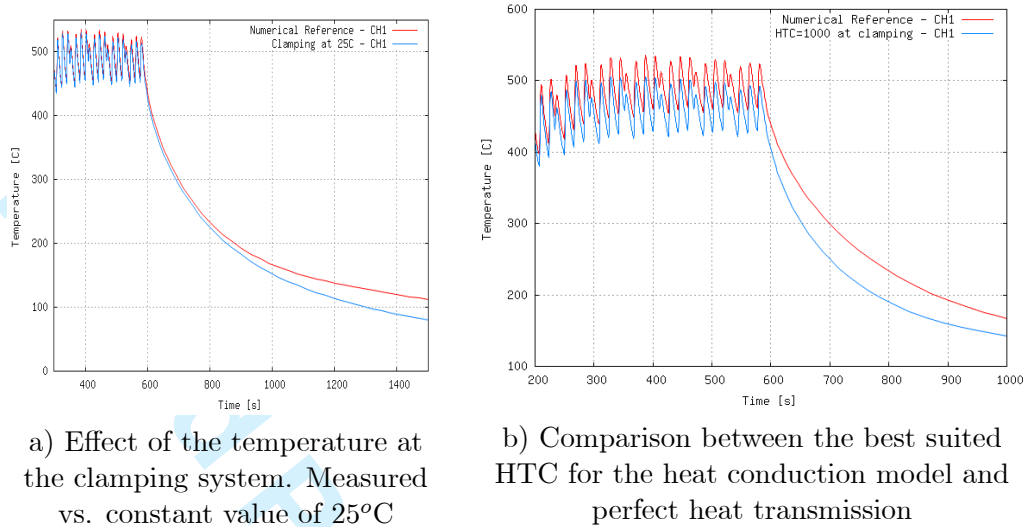 Numerical Reference - CH1
Clamping at 25C - CH1
500
400
300
200
100
0
400 600 800 1000 1200 1400
Temperature [C]
Time [s]
a) Effect of the temperature at
the clamping system. Measured
vs. constant value of 25°C
Numerical Reference - CH1
HTC=1000 at clamping - CH1
600
500
400
300
200
100
200 300 400 500 600 700 800 900 1000
Temperature [C]
Time [s]
b) Comparison between the best suited
HTC for the heat conduction model and
perfect heat transmission